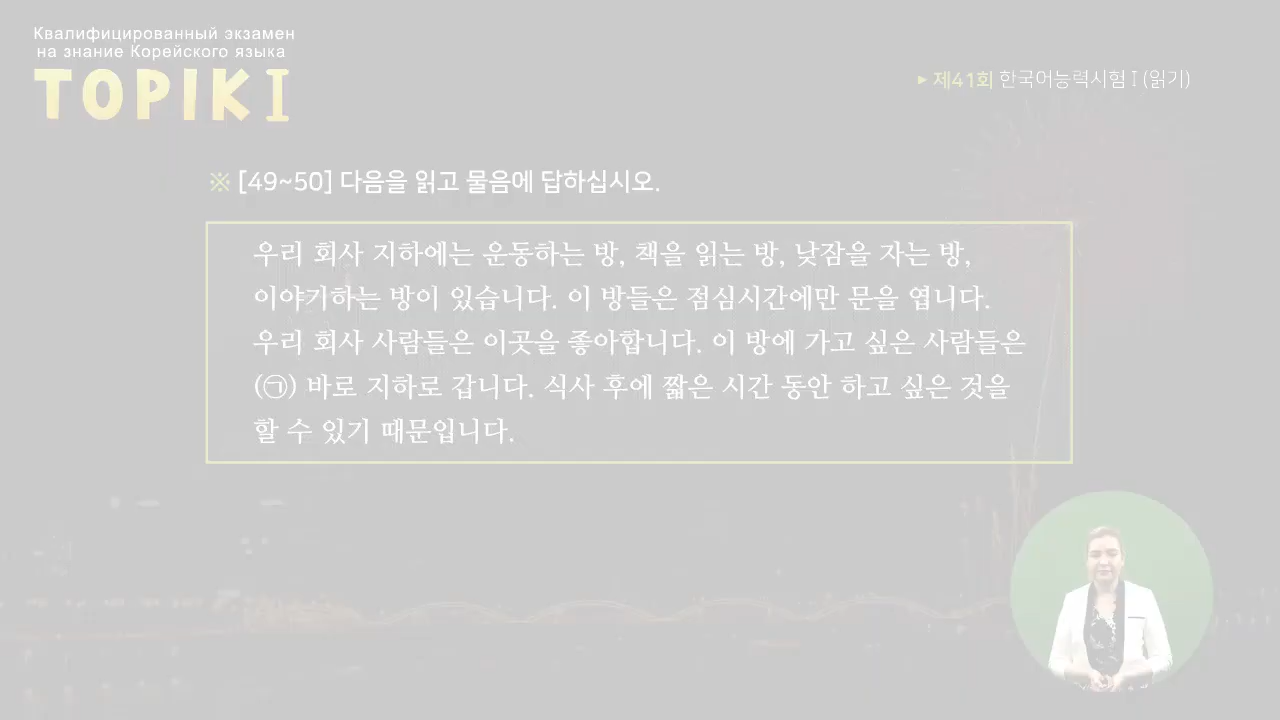 Квалифицированный экзамен
на знание Корейского языка
TOPIK I
▸ 제41회 한국어능력시험 I (읽기)
※ [49~50] 다음을 읽고 물음에 답하십시오.
우리 회사 지하에는 운동하는 방, 책을 읽는 방, 낮잠을 자는 방,
이야기하는 방이 있습니다. 이 방들은 점심시간에만 문을 엽니다.
우리 회사 사람들은 이곳을 좋아합니다. 이 방에 가고 싶은 사람들은
(㉠) 바로 지하로 갑니다. 식사 후에 짧은 시간 동안 하고 싶은 것을
할 수 있기 때문입니다.